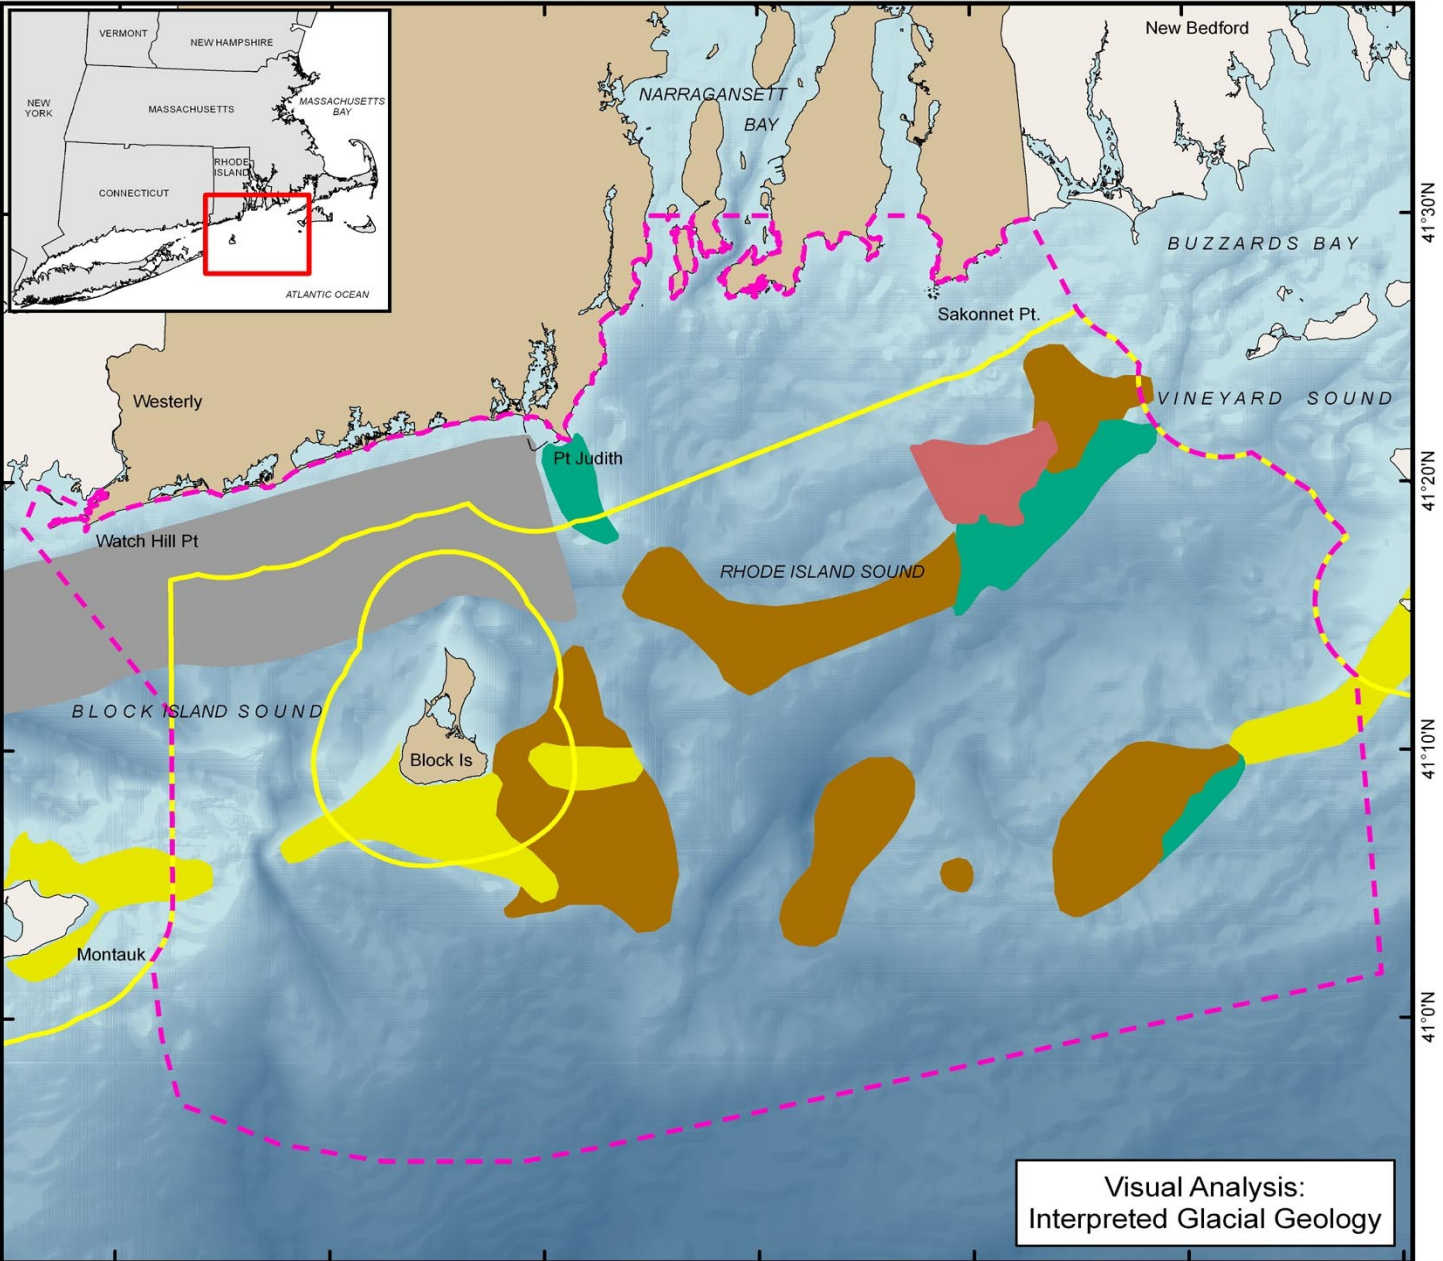 VERMONT
NEW HAMPSHIRE
NEW
YORK
MASSACHUSETTS
MASSACHUSETTS
BAY
RHODE
ISLAND
CONNECTICUT
ATLANTIC OCEAN
New Bedford
NARRAGANSETT
BAY
41°30'N
BUZZARDS BAY
Sakonnet Pt.
Westerly
VINEYARD SOUND
Pt Judith
41°20'N
Watch Hill Pt
RHODE ISLAND SOUND
BLOCK ISLAND SOUND
Block Is
41°10'N
Montauk
41°0'N
Visual Analysis:
Interpreted Glacial Geology